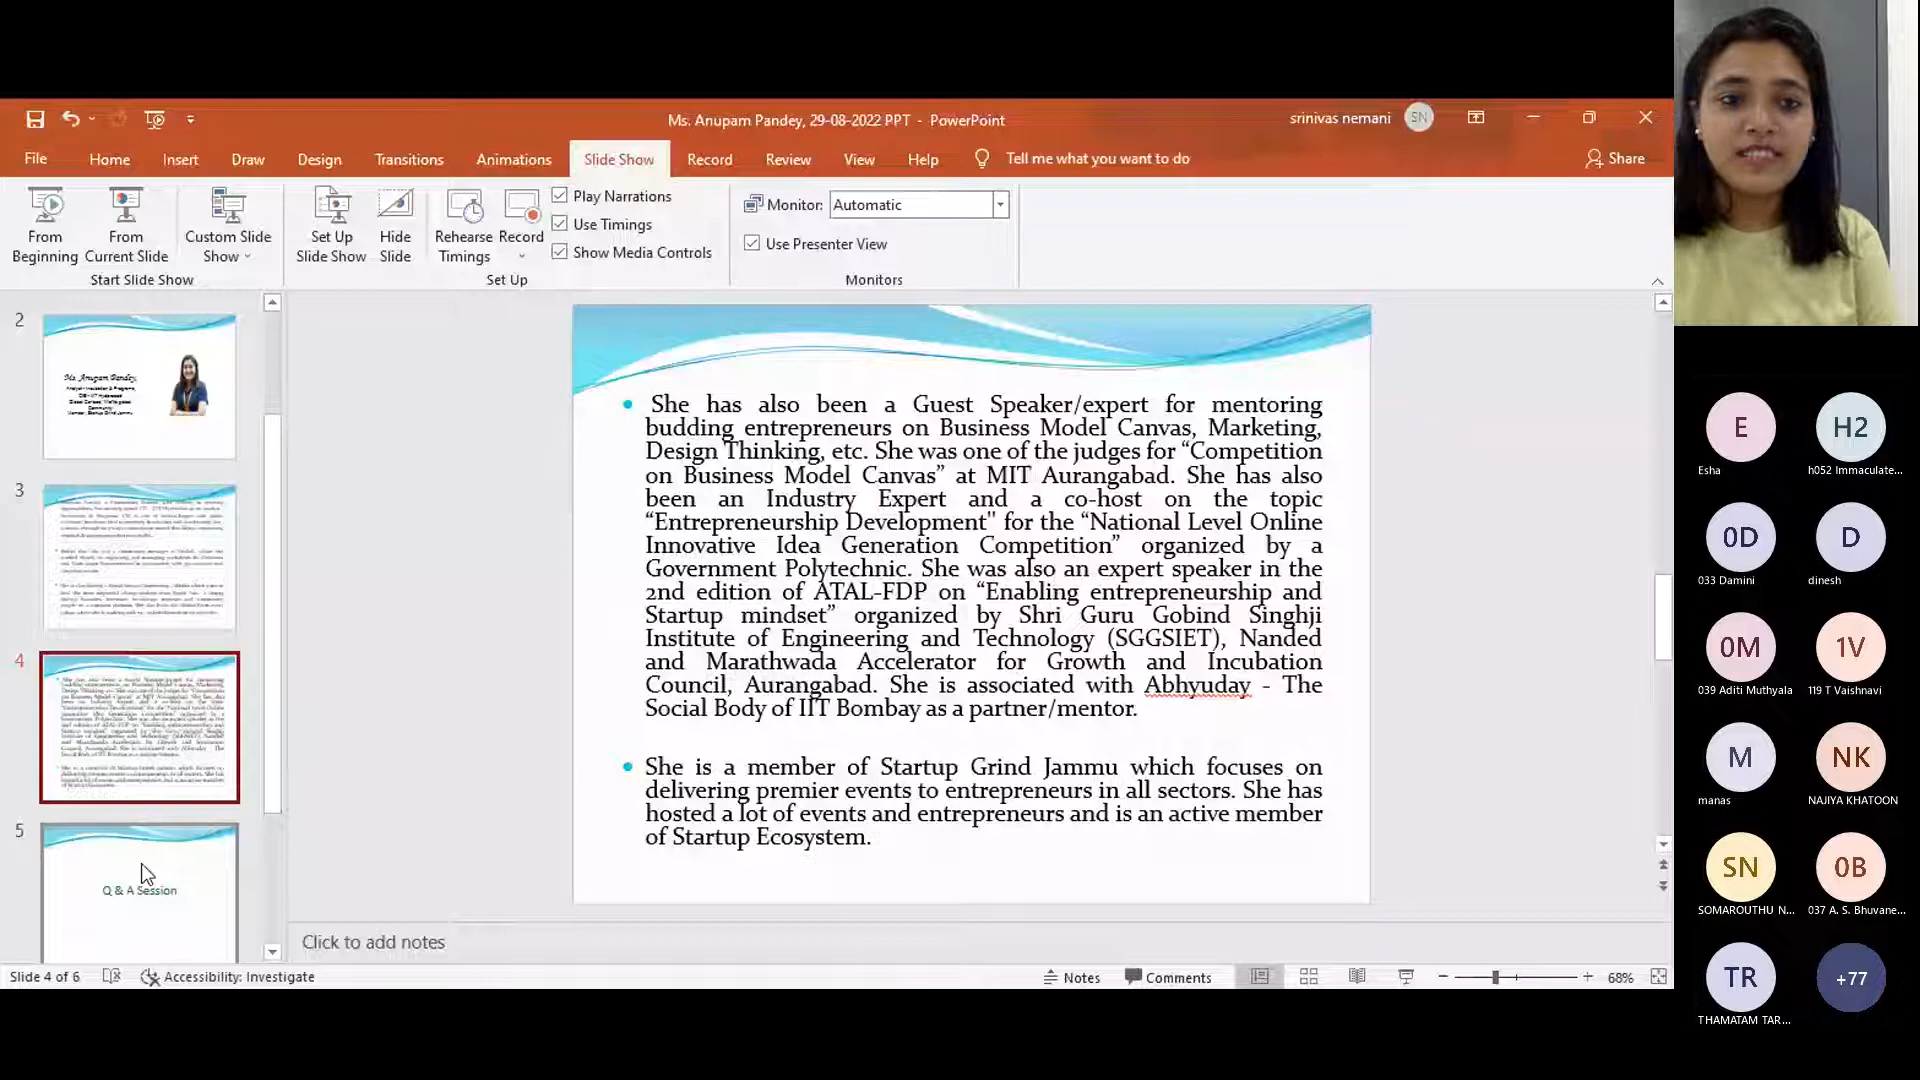 Ms. Anupam Pandey, 29-08-2022 PPT - PowerPoint
srinivas nemani
SN
File
Home
Insert
Draw
Design
Transitions
Animations
Slide Show
Record
Review
View
Help
Tell me what you want to do
Share
From Beginning
From Current Slide
Custom Slide Show
Start Slide Show
Set Up Slide Show
Hide Slide
Rehearse Timings
Record
Play Narrations
Use Timings
Show Media Controls
Set Up
Monitor:
Automatic
Use Presenter View
Monitors
2
Ms. Anupam Pandey,
3
4
5
Q & A Session
She has also been a Guest Speaker/expert for mentoring
budding entrepreneurs on Business Model Canvas, Marketing,
Design Thinking, etc. She was one of the judges for “Competition
on Business Model Canvas” at MIT Aurangabad. She has also
been an Industry Expert and a co-host on the topic
“Entrepreneurship Development" for the “National Level Online
Innovative Idea Generation Competition” organized by a
Government Polytechnic. She was also an expert speaker in the
2nd edition of ATAL-FDP on “Enabling entrepreneurship and
Startup mindset” organized by Shri Guru Gobind Singhji
Institute of Engineering and Technology (SGGSIET), Nanded
and Marathwada Accelerator for Growth and Incubation
Council, Aurangabad. She is associated with Abhyuday - The
Social Body of IIT Bombay as a partner/mentor.
She is a member of Startup Grind Jammu which focuses on
delivering premier events to entrepreneurs in all sectors. She has
hosted a lot of events and entrepreneurs and is an active member
of Startup Ecosystem.
Click to add notes
Slide 4 of 6
Accessibility: Investigate
Notes
Comments
68%
E
Esha
H2
h052 Immaculate...
0D
033 Damini
D
dinesh
0M
039 Aditi Muthyala
1V
119 T Vaishnavi
M
manas
NK
NAJIYA KHATOON
SN
SOMAROUTHU N...
0B
037 A. S. Bhuvane...
TR
THAMATAM TAR...
+77